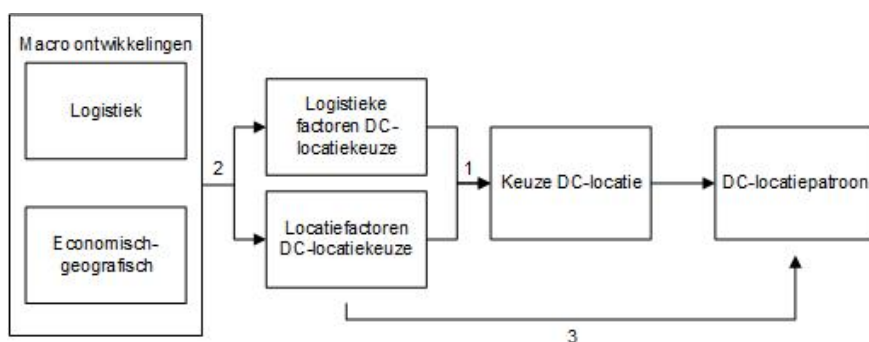 Macro ontwikkelingen
Logistiek
Economisch-
geografisch
2
Logistieke
factoren DC-
locatiekeuze
Locatiefactoren
DC-locatiekeuze
1
Keuze DC-locatie
DC-locatiepatroon
3